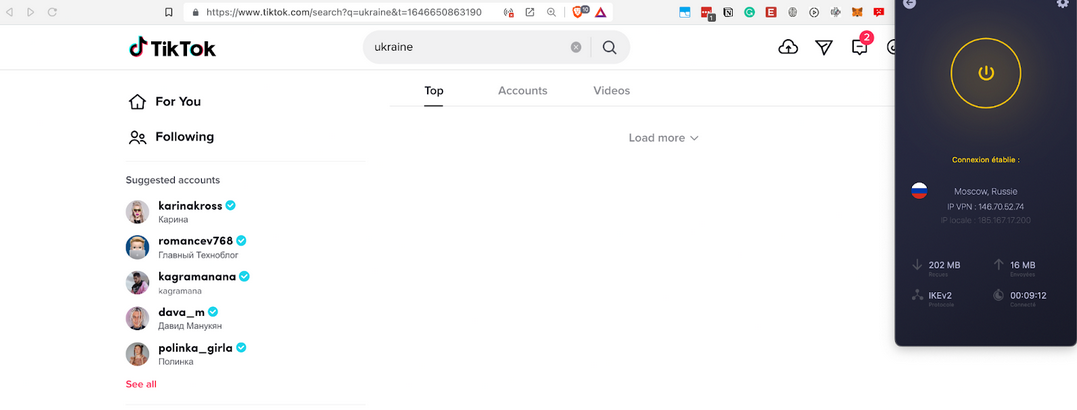 https://www.tiktok.com/search?q=ukraine&t=1646650863190
10
1
TikTok
ukraine
2
Top
Accounts
Videos
For You
Following
Load more
Suggested accounts
karinakross
Карина
romancev768
Главный Техноблог
kagramanana
kagramana
dava_m
Давид Манукян
polinka_girla
Полинка
See all
Connexion établie :
Moscow, Russie
IP VPN : 146.70.52.74
IP locale : 185.167.17.200
202 MB
Reçues
16 MB
Envoyées
IKEv2
Protocole
00:09:12
Connecté